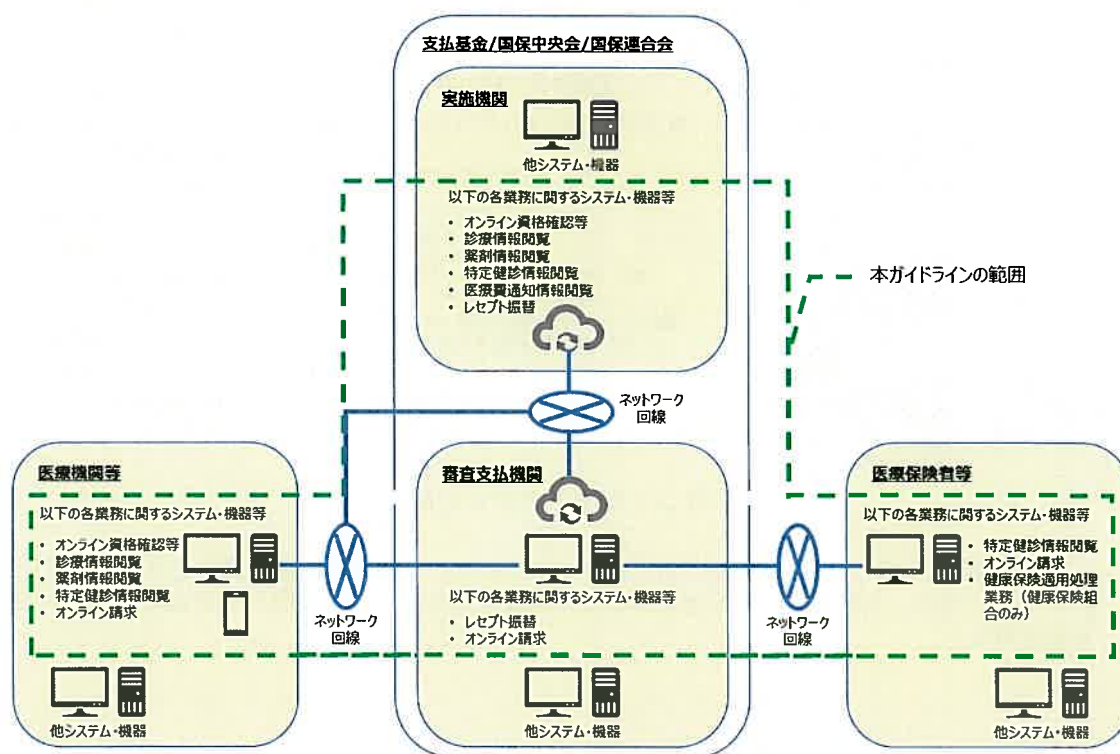 支払基金/国保中央会/国保連合会
実施機関
他システム・機器
以下の各業務に関するシステム・機器等
・ オンライン資格確認等
・ 診療情報閲覧
・ 薬剤情報閲覧
・ 特定健診情報閲覧
・ 医療費通知情報閲覧
・ レセプト振替
本ガイドラインの範囲
ネットワーク
回線
医療機関等
以下の各業務に関するシステム・機器等
・ オンライン資格確認等
・ 診療情報閲覧
・ 薬剤情報閲覧
・ 特定健診情報閲覧
・ オンライン請求
他システム・機器
ネットワーク
回線
審査支払機関
以下の各業務に関するシステム・機器等
・ レセプト振替
・ オンライン請求
他システム・機器
ネットワーク
回線
医療保険者等
以下の各業務に関するシステム・機器等
・ 特定健診情報閲覧
・ オンライン請求
・ 健康保険適用処理
業務（健康保険組
合のみ）
他システム・機器